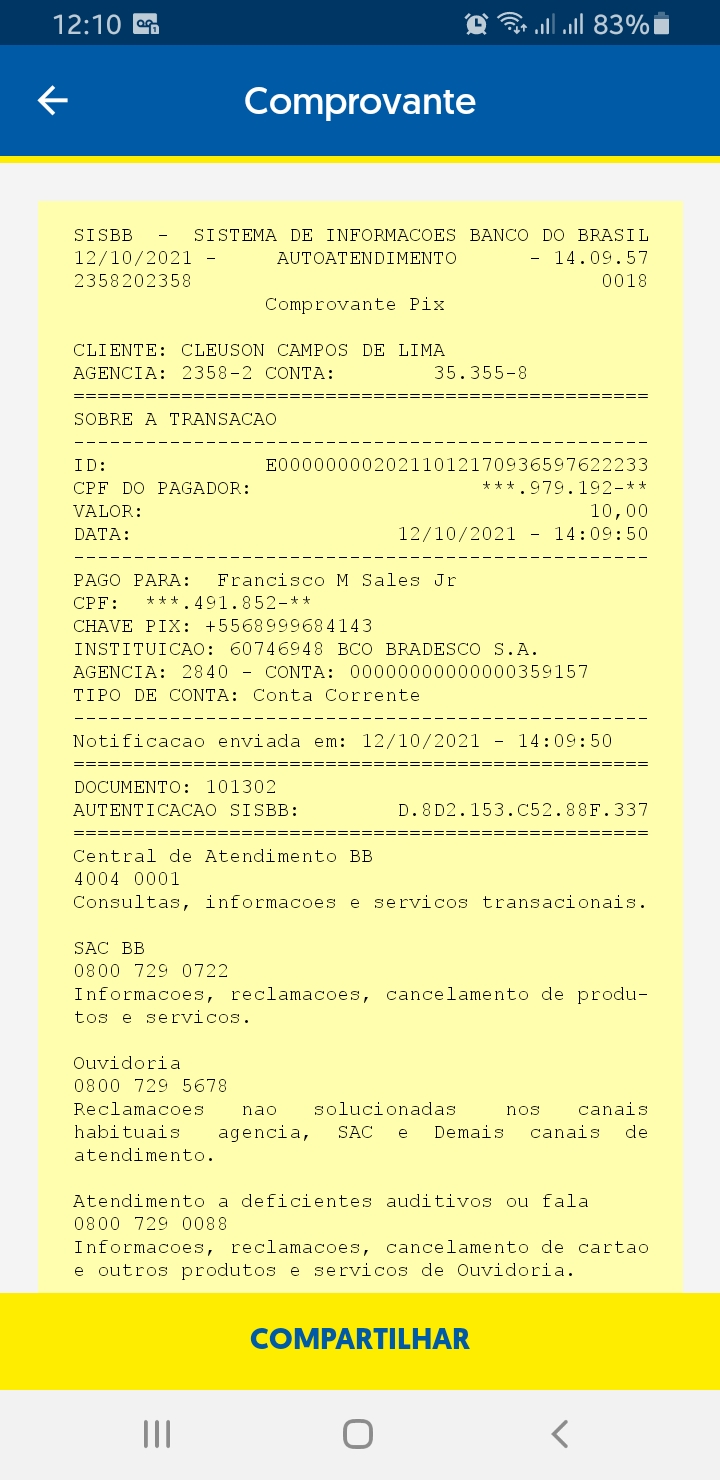 12:10 83%
Comprovante
SISBB - SISTEMA DE INFORMACOES BANCO DO BRASIL
12/10/2021 - AUTOATENDIMENTO - 14.09.57
2358202358 0018
Comprovante Pix
CLIENTE: CLEUSON CAMPOS DE LIMA
AGENCIA: 2358-2 CONTA: 35.355-8
================================================
SOBRE A TRANSACAO
------------------------------------------------
ID: E0000000020211012170936597622233
CPF DO PAGADOR: ***.979.192-**
VALOR: 10,00
DATA: 12/10/2021 - 14:09:50
------------------------------------------------
PAGO PARA: Francisco M Sales Jr
CPF: ***.491.852-**
CHAVE PIX: +5568999684143
INSTITUICAO: 60746948 BCO BRADESCO S.A.
AGENCIA: 2840 - CONTA: 00000000000000359157
TIPO DE CONTA: Conta Corrente
------------------------------------------------
Notificacao enviada em: 12/10/2021 - 14:09:50
================================================
DOCUMENTO: 101302
AUTENTICACAO SISBB: D.8D2.153.C52.88F.337
================================================
Central de Atendimento BB
4004 0001
Consultas, informacoes e servicos transacionais.
SAC BB
0800 729 0722
Informacoes, reclamacoes, cancelamento de produ-
tos e servicos.
Ouvidoria
0800 729 5678
Reclamacoes nao solucionadas nos canais
habituais agencia, SAC e Demais canais de
atendimento.
Atendimento a deficientes auditivos ou fala
0800 729 0088
Informacoes, reclamacoes, cancelamento de cartao
e outros produtos e servicos de Ouvidoria.
COMPARTILHAR